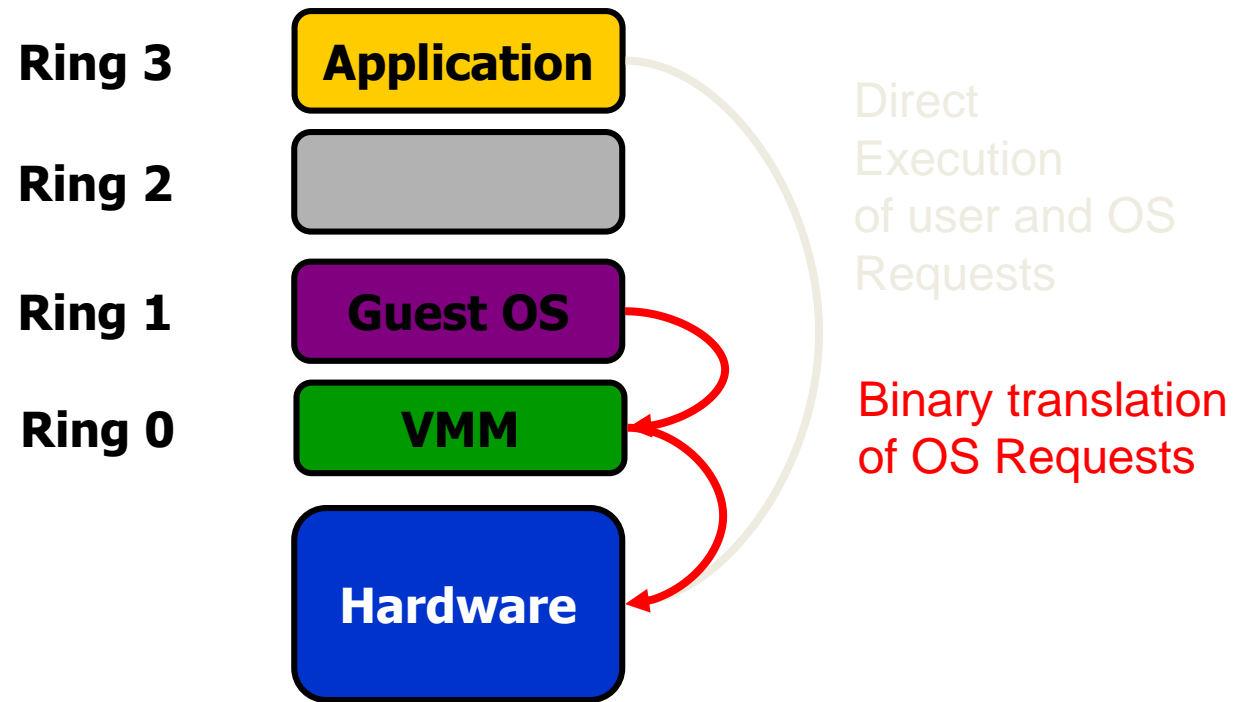 Ring 3
Application
Direct
Execution
of user and OS
Requests
Ring 2
Ring 1
Guest OS
Ring 0
VMM
Binary translation
of OS Requests
Hardware